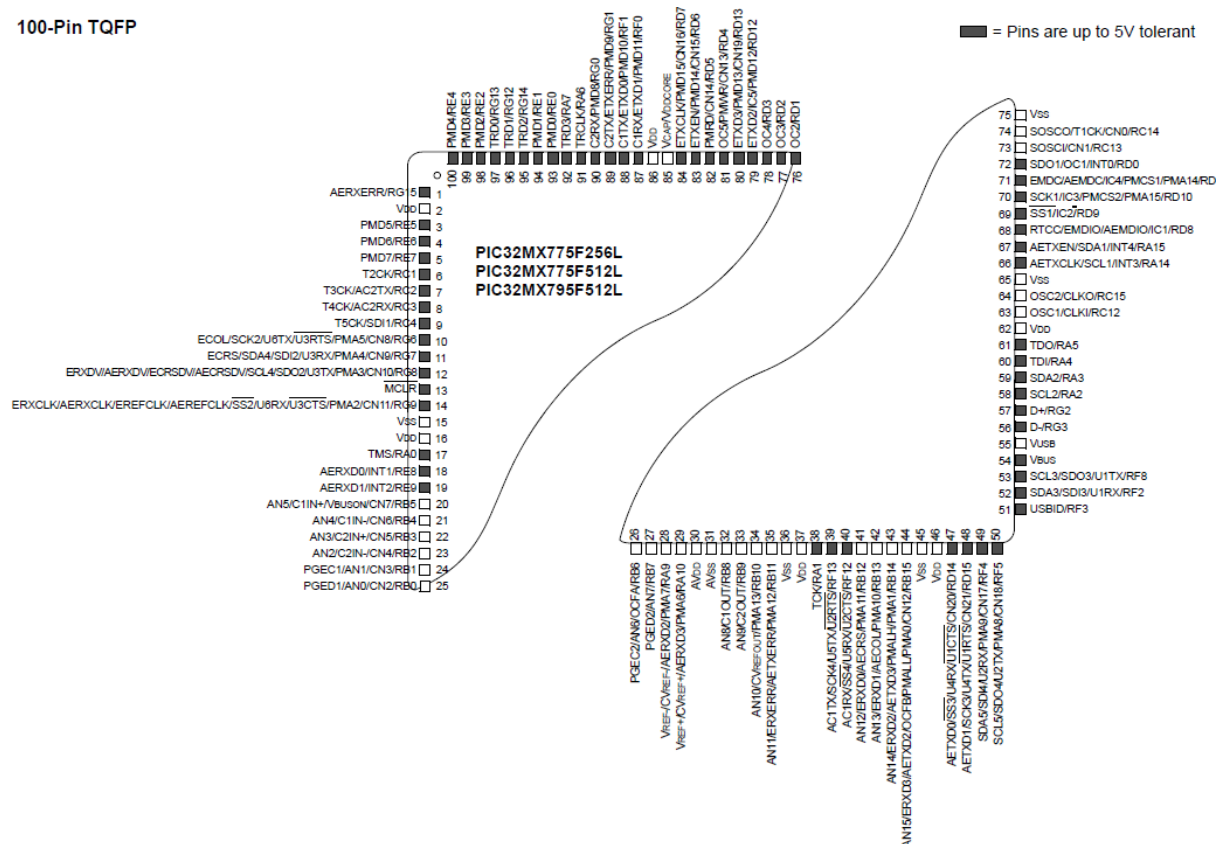 100-Pin TQFP
= Pins are up to 5V tolerant
PIC32MX775F256L
PIC32MX775F512L
PIC32MX795F512L
AERXERR/RG15 1
VDD 2
PMD5/RE5 3
PMD6/RE6 4
PMD7/RE7 5
T2CK/RC1 6
T3CK/AC2TX/RC2 7
T4CK/AC2RX/RC3 8
T5CK/SDI1/RC4 9
ECOL/SCK2/U6TX/U3RTS/PMA5/CN8/RG6 10
ECRS/SDA4/SDI2/U3RX/PMA4/CN9/RG7 11
ERXDV/AERXDV/ECRSDV/AECRSDV/SCL4/SDO2/U3TX/PMA3/CN10/RG8 12
MCLR 13
ERXCLK/AERXCLK/EREFCLK/AEREFCLK/SS2/U6RX/U3CTS/PMA2/CN11/RG9 14
VSS 15
VDD 16
TMS/RA0 17
AERXD0/INT1/RE8 18
AERXD1/INT2/RE9 19
AN5/C1IN+/VBUSON/CN7/RB5 20
AN4/C1IN-/CN6/RB4 21
AN3/C2IN+/CN5/RB3 22
AN2/C2IN-/CN4/RB2 23
PGEC1/AN1/CN3/RB1 24
PGED1/AN0/CN2/RB0 25
26 PGEC2/AN6/OCFA/RB6
27 PGED2/AN7/RB7
28 VREF-/CVREF-/AERXD2/PMA7/RA9
29 VREF+/CVREF+/AERXD3/PMA6/RA10
30 AVDD
31 AVSS
32 AN8/C1OUT/RB8
33 AN9/C2OUT/RB9
34 AN10/CVREFOUT/PMA13/RB10
35 AN11/ERXERR/AETXERR/PMA12/RB11
36 VSS
37 VDD
38 TCK/RA1
39 AC1TX/SCK4/U5TX/U2RTS/RF13
40 AC1RX/SS4/U5RX/U2CTS/RF12
41 AN12/ERXD0/AECRS/PMA11/RB12
42 AN13/ERXD1/AECOL/PMA10/RB13
43 AN14/ERXD2/AETXD3/PMALH/PMA1/RB14
44 AN15/ERXD3/AETXD2/OCFB/PMALL/PMA0/CN12/RB15
45 VSS
46 VDD
47 AETXD0/SS3/U4RX/U1CTS/CN20/RD14
48 AETXD1/SCK3/U4TX/U1RTS/CN21/RD15
49 SDA5/SDI4/U2RX/PMA9/CN17/RF4
50 SCL5/SDO4/U2TX/PMA8/CN18/RF5
75 VSS
74 SOSCO/T1CK/CN0/RC14
73 SOSCI/CN1/RC13
72 SDO1/OC1/INT0/RD0
71 EMDC/AEMDC/IC4/PMCS1/PMA14/RD
70 SCK1/IC3/PMCS2/PMA15/RD10
69 SS1/IC2/RD9
68 RTCC/EMDIO/AEMDIO/IC1/RD8
67 AETXEN/SDA1/INT4/RA15
66 AETXCLK/SCL1/INT3/RA14
65 VSS
64 OSC2/CLKO/RC15
63 OSC1/CLKI/RC12
62 VDD
61 TDO/RA5
60 TDI/RA4
59 SDA2/RA3
58 SCL2/RA2
57 D+/RG2
56 D-/RG3
55 VUSB
54 VBUS
53 SCL3/SDO3/U1TX/RF8
52 SDA3/SDI3/U1RX/RF2
51 USBID/RF3
100 PMD4/RE4
99 PMD3/RE3
98 PMD2/RE2
97 TRD0/RG13
96 TRD1/RG12
95 TRD2/RG14
94 PMD1/RE1
93 PMD0/RE0
92 TRD3/RA7
91 TRCLK/RA6
90 C2RX/PMD8/RG0
89 C2TX/ETXERR/PMD9/RG1
88 C1TX/ETXD0/PMD10/RF1
87 C1RX/ETXD1/PMD11/RF0
86 VDD
85 VCAP/VDDCORE
84 ETXCLK/PMD15/CN16/RD7
83 ETXEN/PMD14/CN15/RD6
82 PMRD/CN14/RD5
81 OC5/PMWR/CN13/RD4
80 ETXD3/PMD13/CN19/RD13
79 ETXD2/IC5/PMD12/RD12
78 OC4/RD3
77 OC3/RD2
76 OC2/RD1